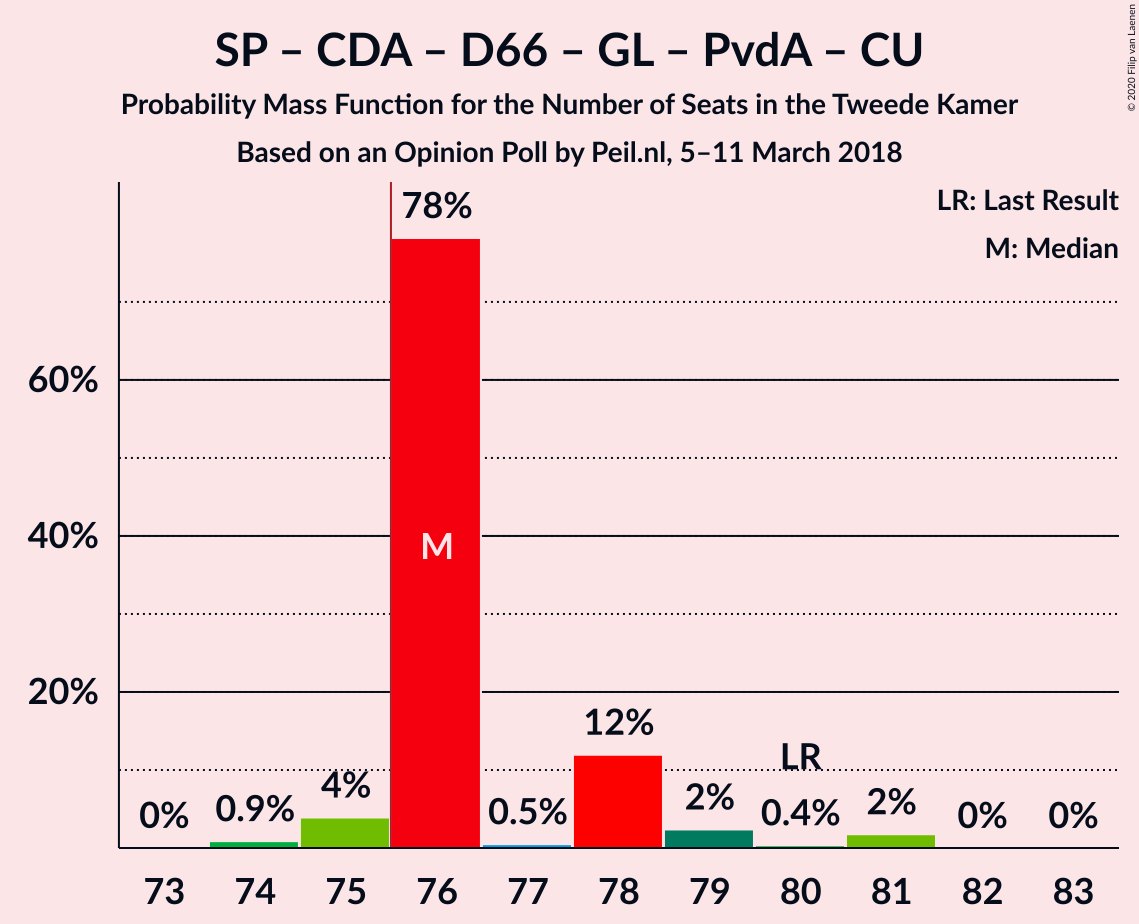 SP – CDA – D66 – GL – PvdA – CU
Probability Mass Function for the Number of Seats in the Tweede Kamer
Based on an Opinion Poll by Peil.nl, 5–11 March 2018
© 2020 Filip van Laenen
LR: Last Result
M: Median
60%
40%
20%
0%
0.9%
4%
78%
M
0.5%
12%
2%
LR
0.4%
2%
0%
0%
73 74 75 76 77 78 79 80 81 82 83